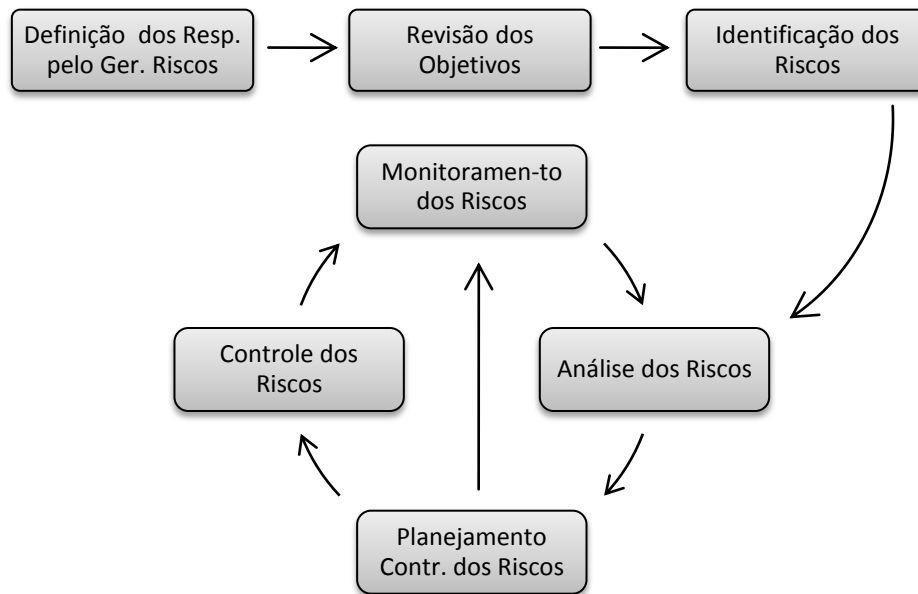 Definição dos Resp.
pelo Ger. Riscos
Revisão dos
Objetivos
Identificação dos
Riscos
Monitoramen-to
dos Riscos
Controle dos
Riscos
Análise dos Riscos
Planejamento
Contr. dos Riscos